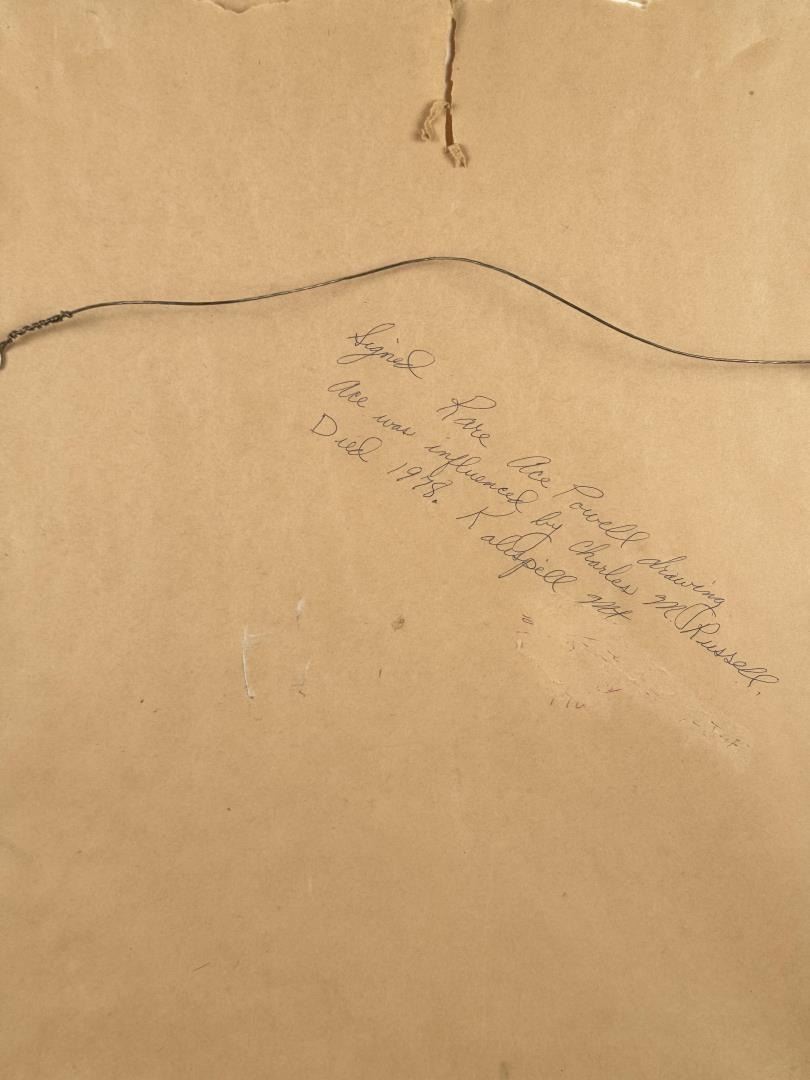 Signed Rare Ace Powell drawing
Ace was influenced by Charles M. Russell.
Died 1978. Kalispell Mt